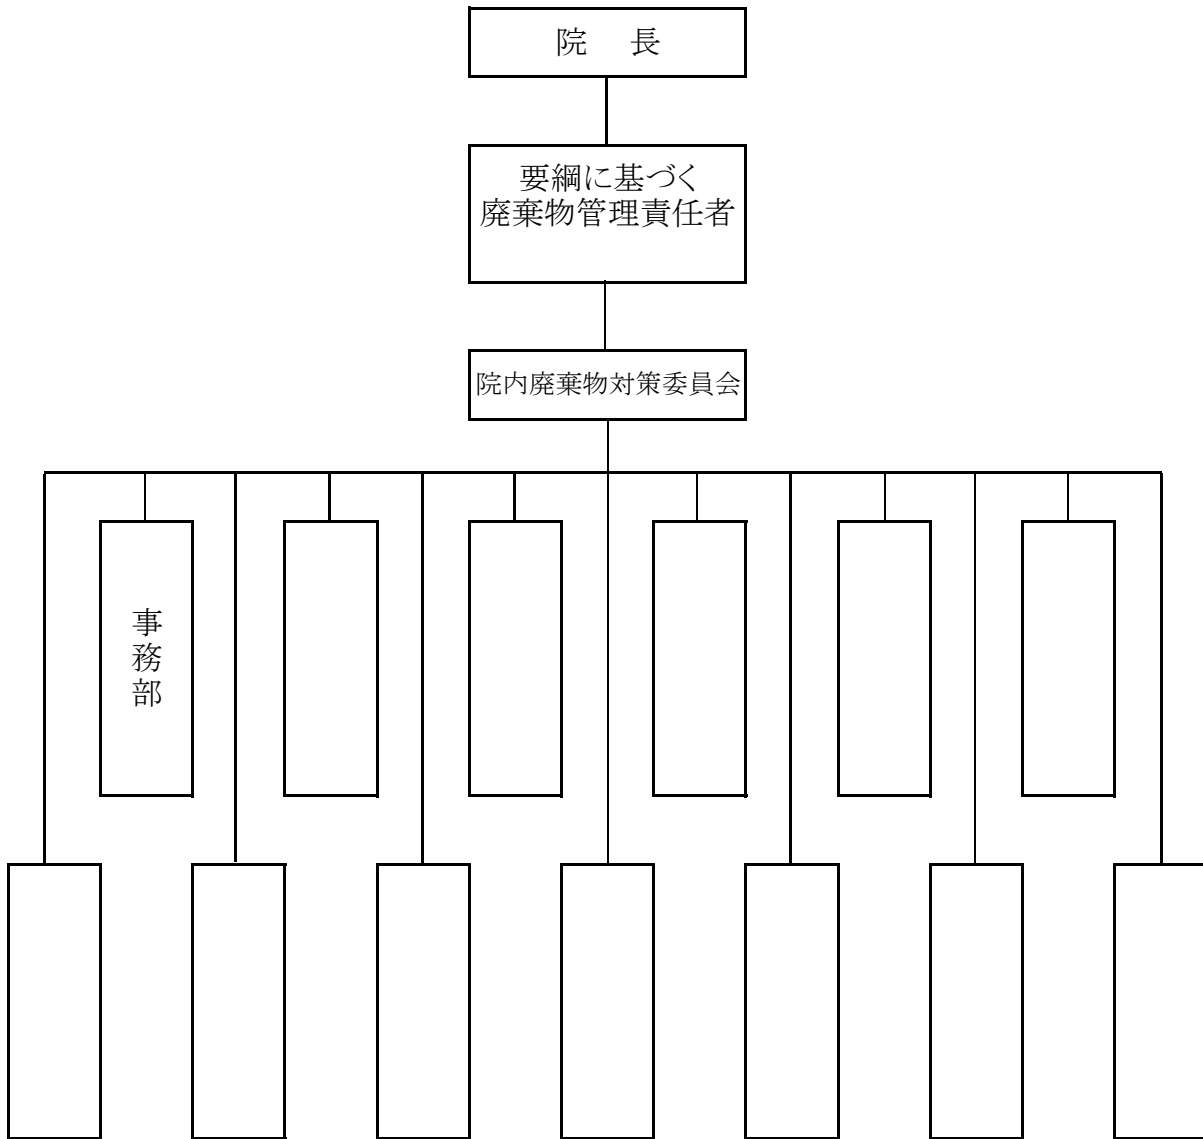 院　長
要綱に基づく
廃棄物管理責任者
院内廃棄物対策委員会
事務部